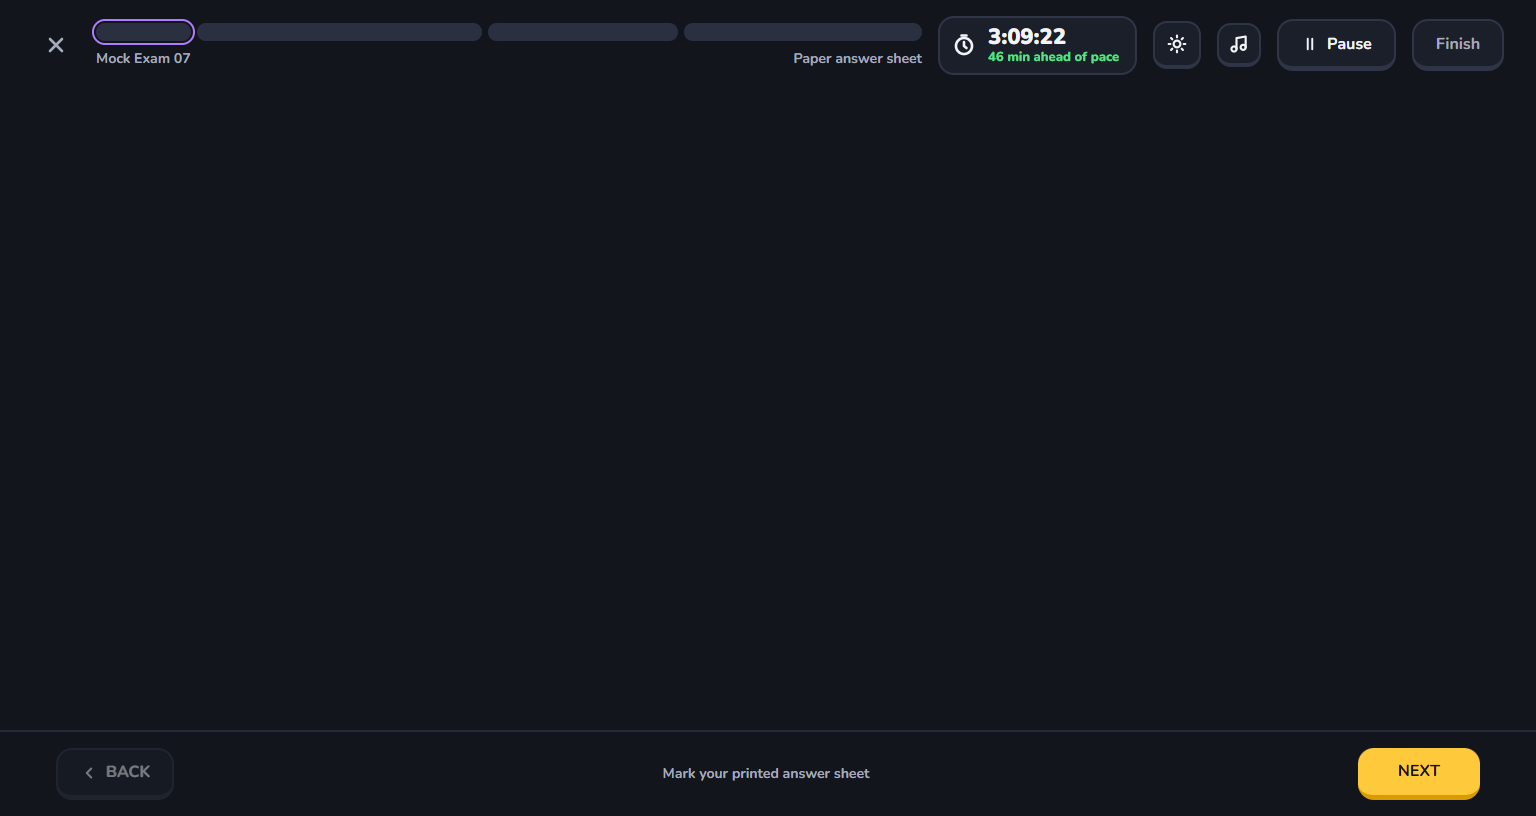 Mock Exam 07
Paper answer sheet
3:09:22
46 min ahead of pace
Pause
Finish
BACK
Mark your printed answer sheet
NEXT